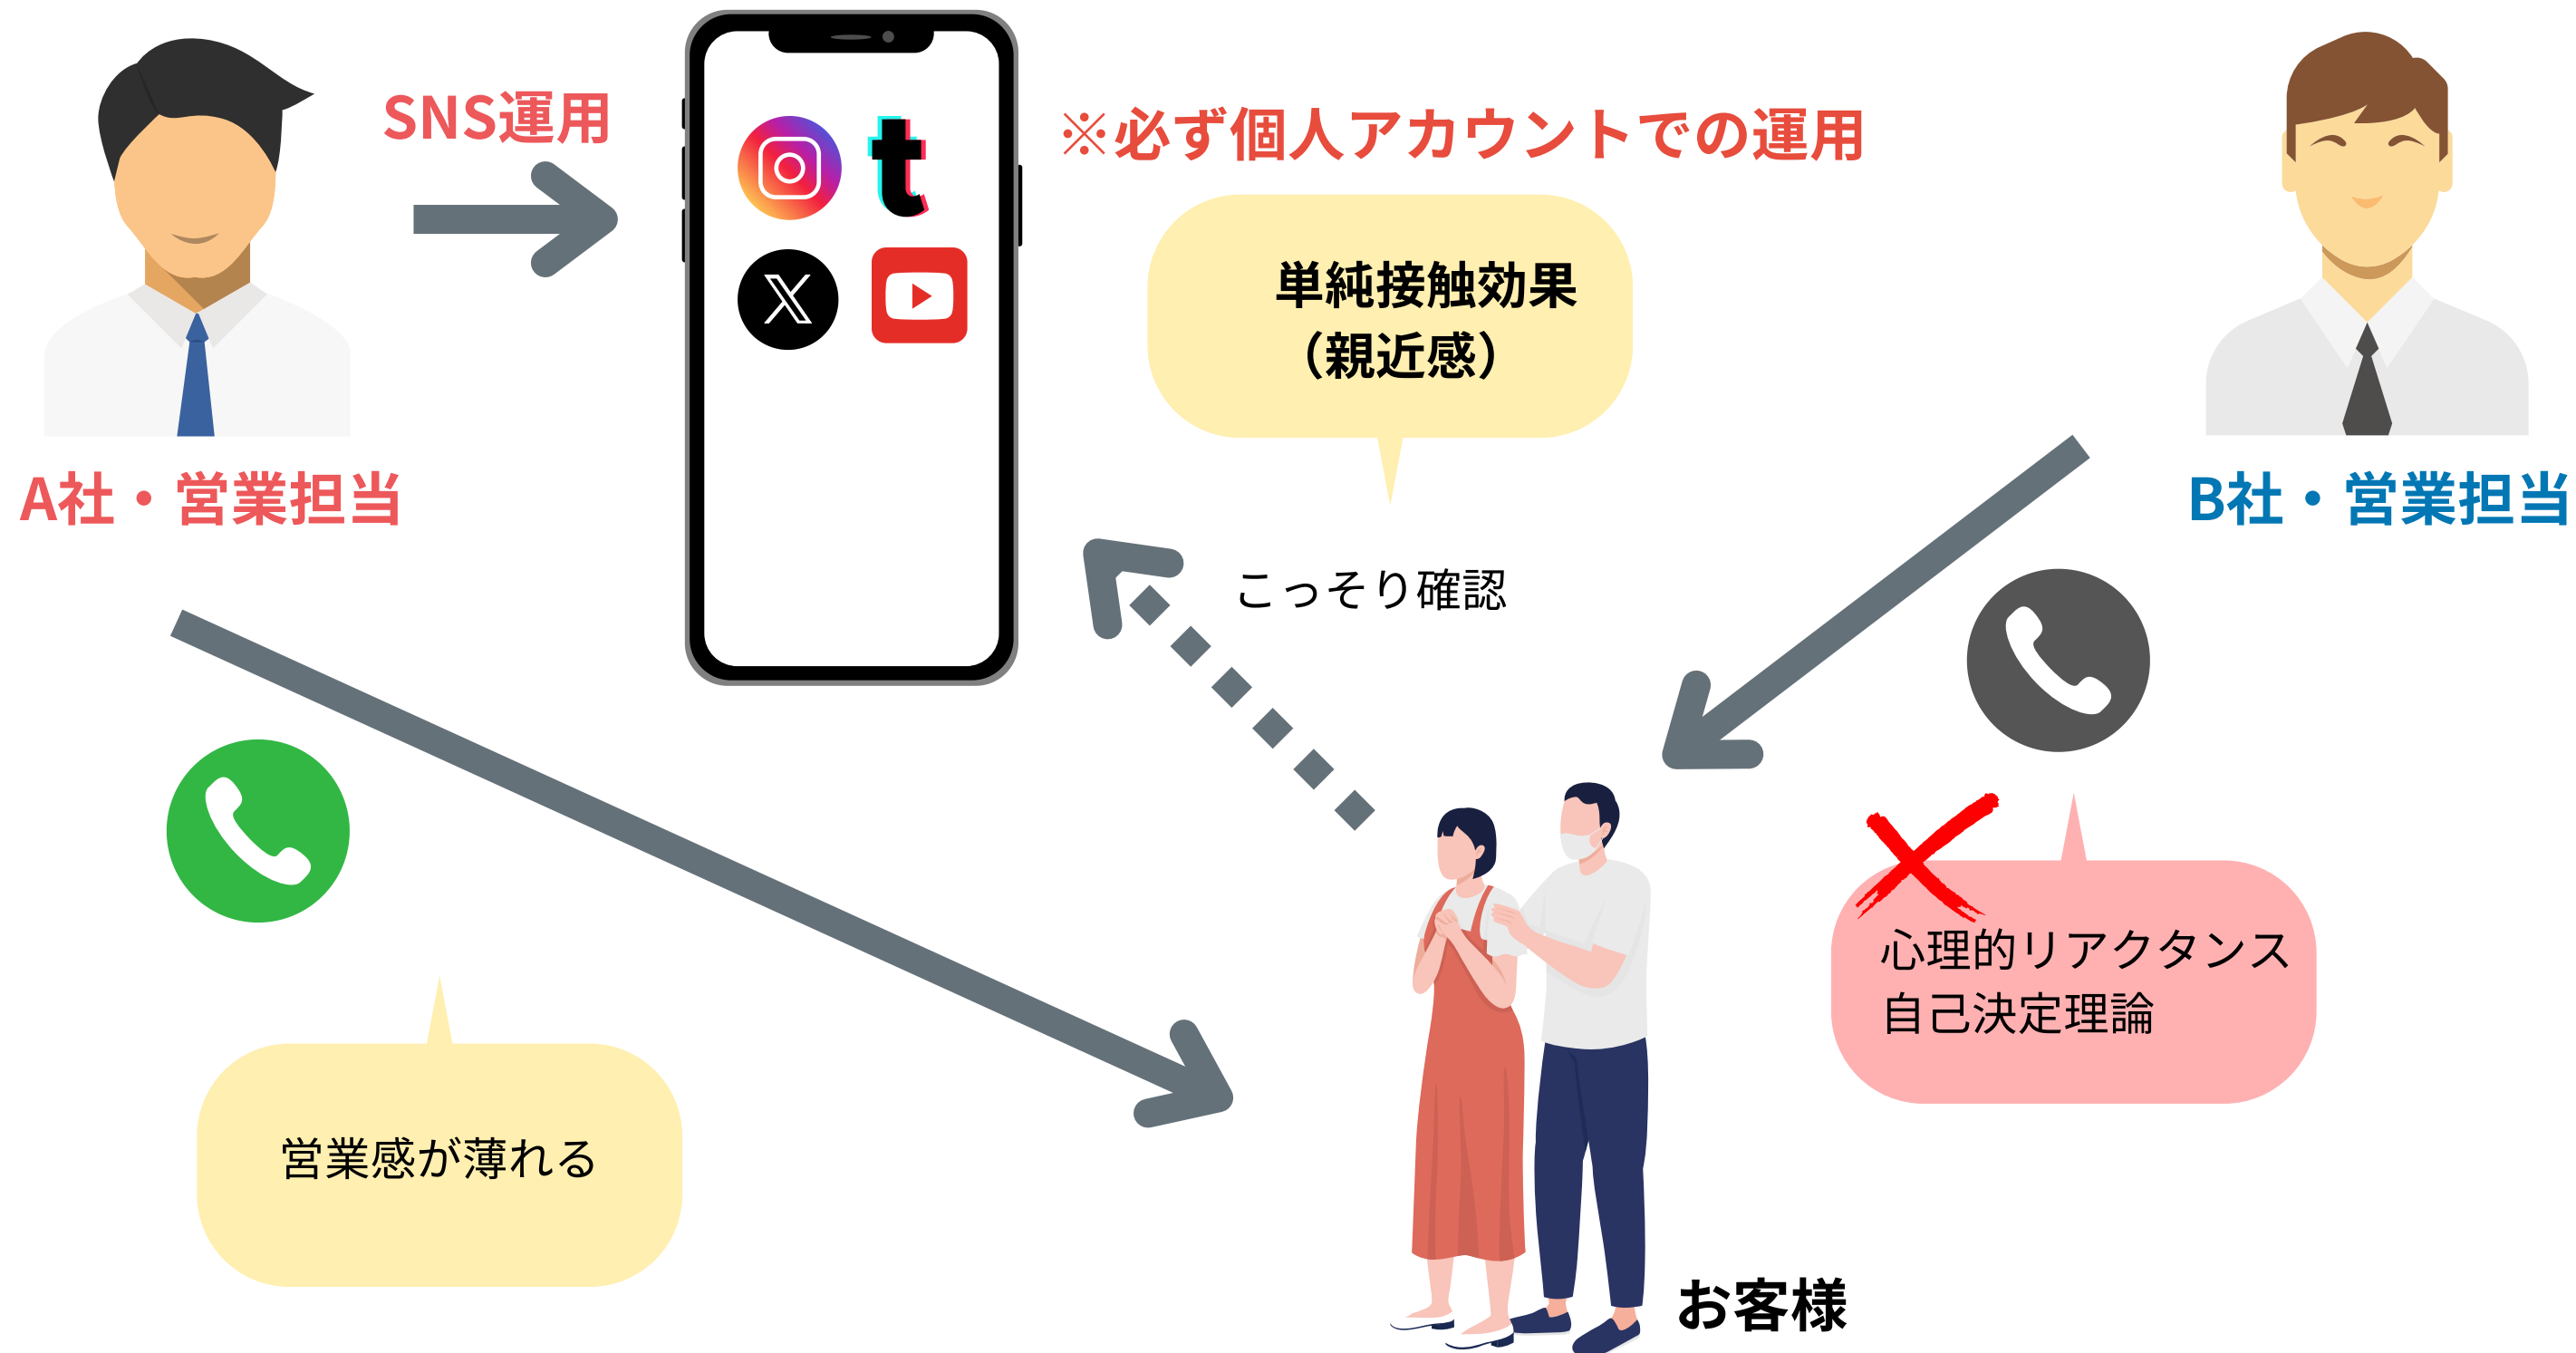 SNS運用
※必ず個人アカウントでの運用
単純接触効果
（親近感）
A社・営業担当
B社・営業担当
こっそり確認
心理的リアクタンス
自己決定理論
営業感が薄れる
お客様